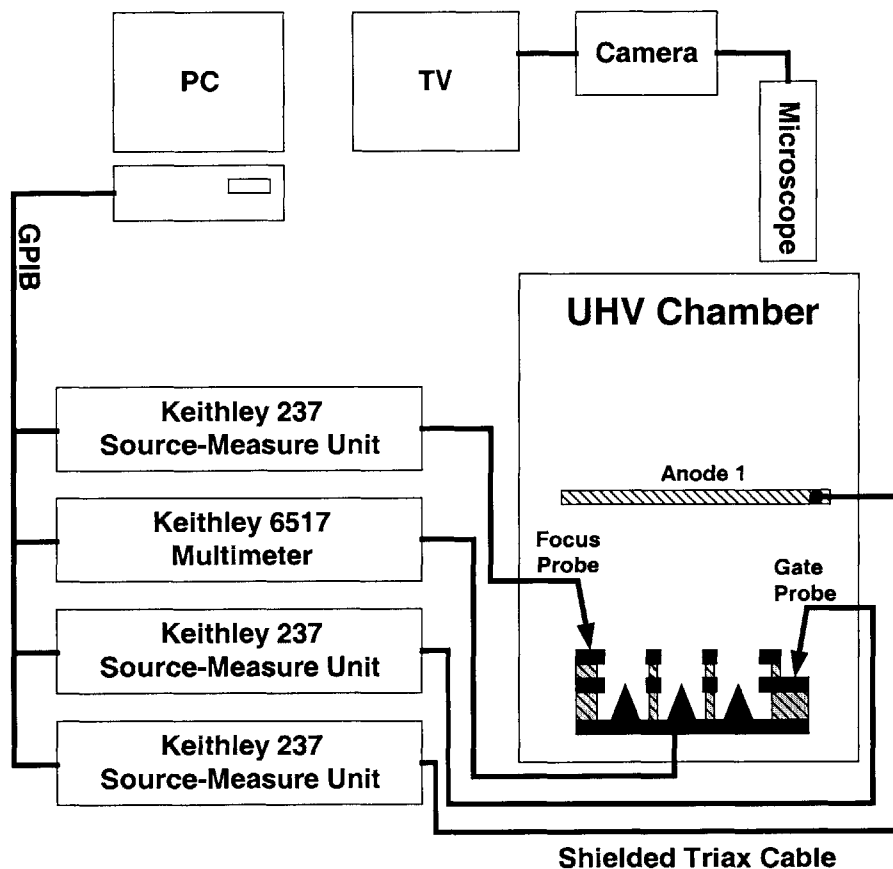 PC
TV
Camera
Microscope
GPIB
UHV Chamber
Keithley 237
Source-Measure Unit
Anode 1
Keithley 6517
Multimeter
Focus
Probe
Gate
Probe
Keithley 237
Source-Measure Unit
Keithley 237
Source-Measure Unit
Shielded Triax Cable